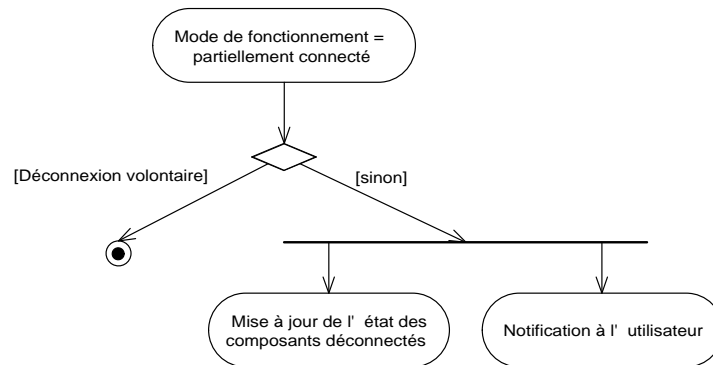 Mode de fonctionnement =
partiellement connecté
[Déconnexion volontaire]
[sinon]
Mise à jour de l' état des
composants déconnectés
Notification à l' utilisateur